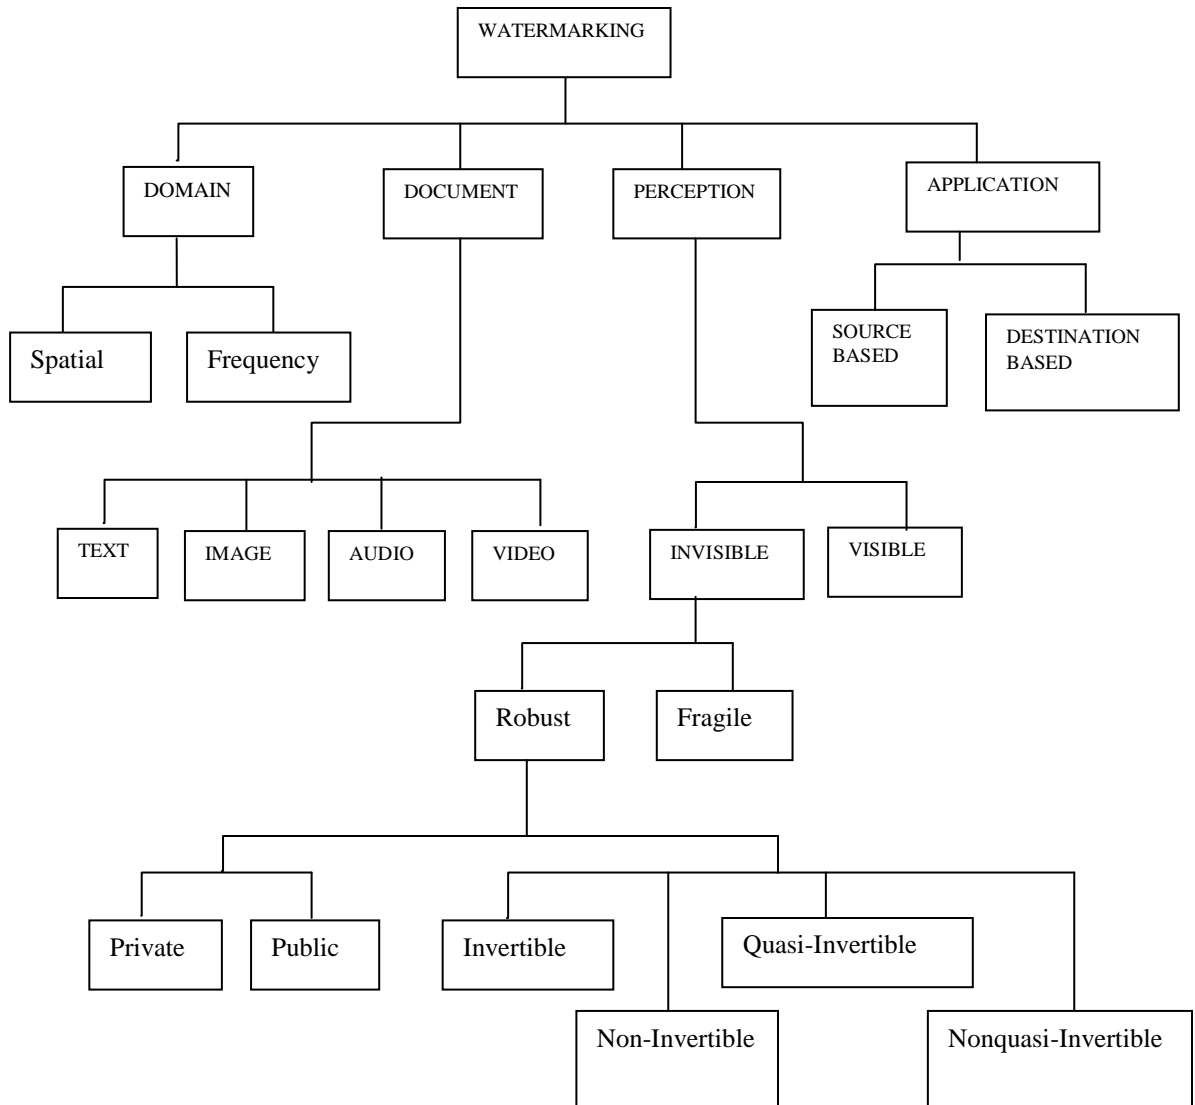 WATERMARKING
DOMAIN
DOCUMENT
PERCEPTION
APPLICATION
Spatial
Frequency
SOURCE
BASED
DESTINATION
BASED
TEXT
IMAGE
AUDIO
VIDEO
INVISIBLE
VISIBLE
Robust
Fragile
Private
Public
Invertible
Quasi-Invertible
Non-Invertible
Nonquasi-Invertible